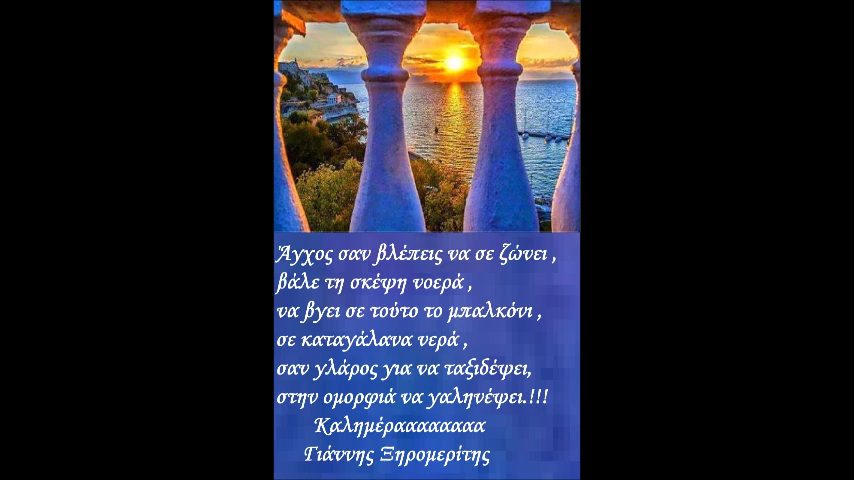 Άγχος σαν βλέπεις να σε ζώνει ,
βάλε τη σκέψη νοερά ,
να βγει σε τούτο το μπαλκόνι ,
σε καταγάλανα νερά ,
σαν γλάρος για να ταξιδέψει,
στην ομορφιά να γαληνέψει.!!!
Καλημέραααααααα
Γιάννης Ξηρομερίτης